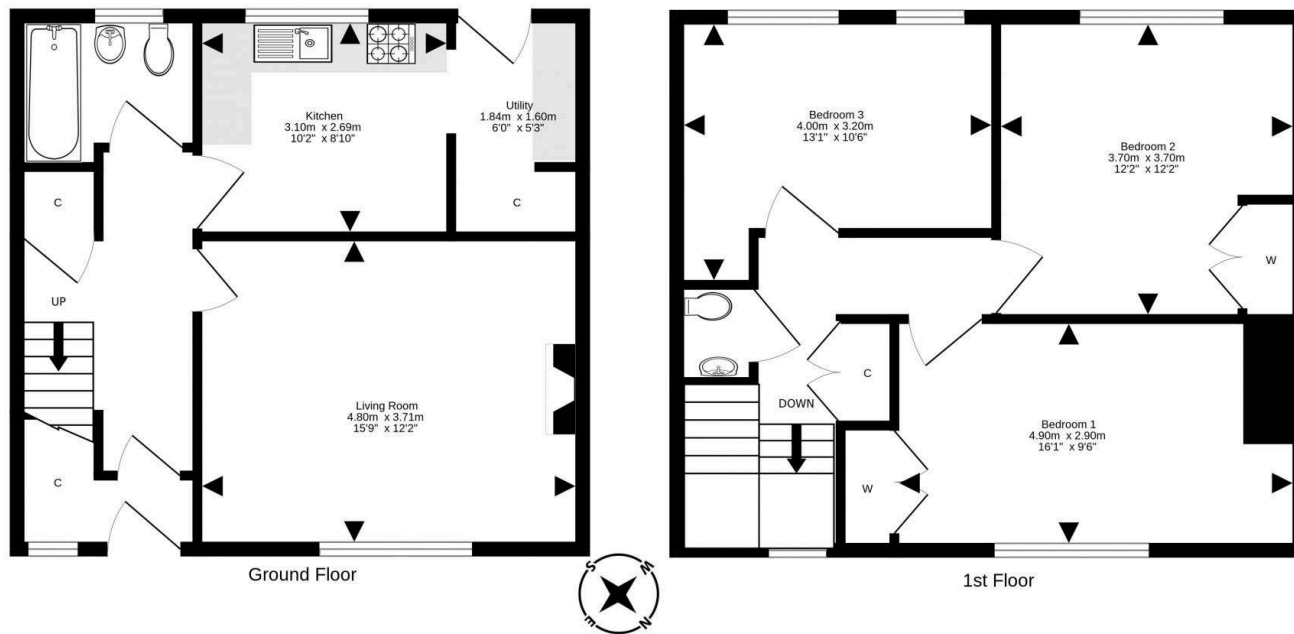 Kitchen
3.10m x 2.69m
10'2" x 8'10"
Utility
1.84m x 1.60m
6'0" x 5'3"
C
C
UP
Living Room
4.80m x 3.71m
15'9" x 12'2"
C
Ground Floor
Bedroom 3
4.00m x 3.20m
13'1" x 10'6"
Bedroom 2
3.70m x 3.70m
12'2" x 12'2"
W
C
DOWN
Bedroom 1
4.90m x 2.90m
16'1" x 9'6"
W
1st Floor
S
W
E
N